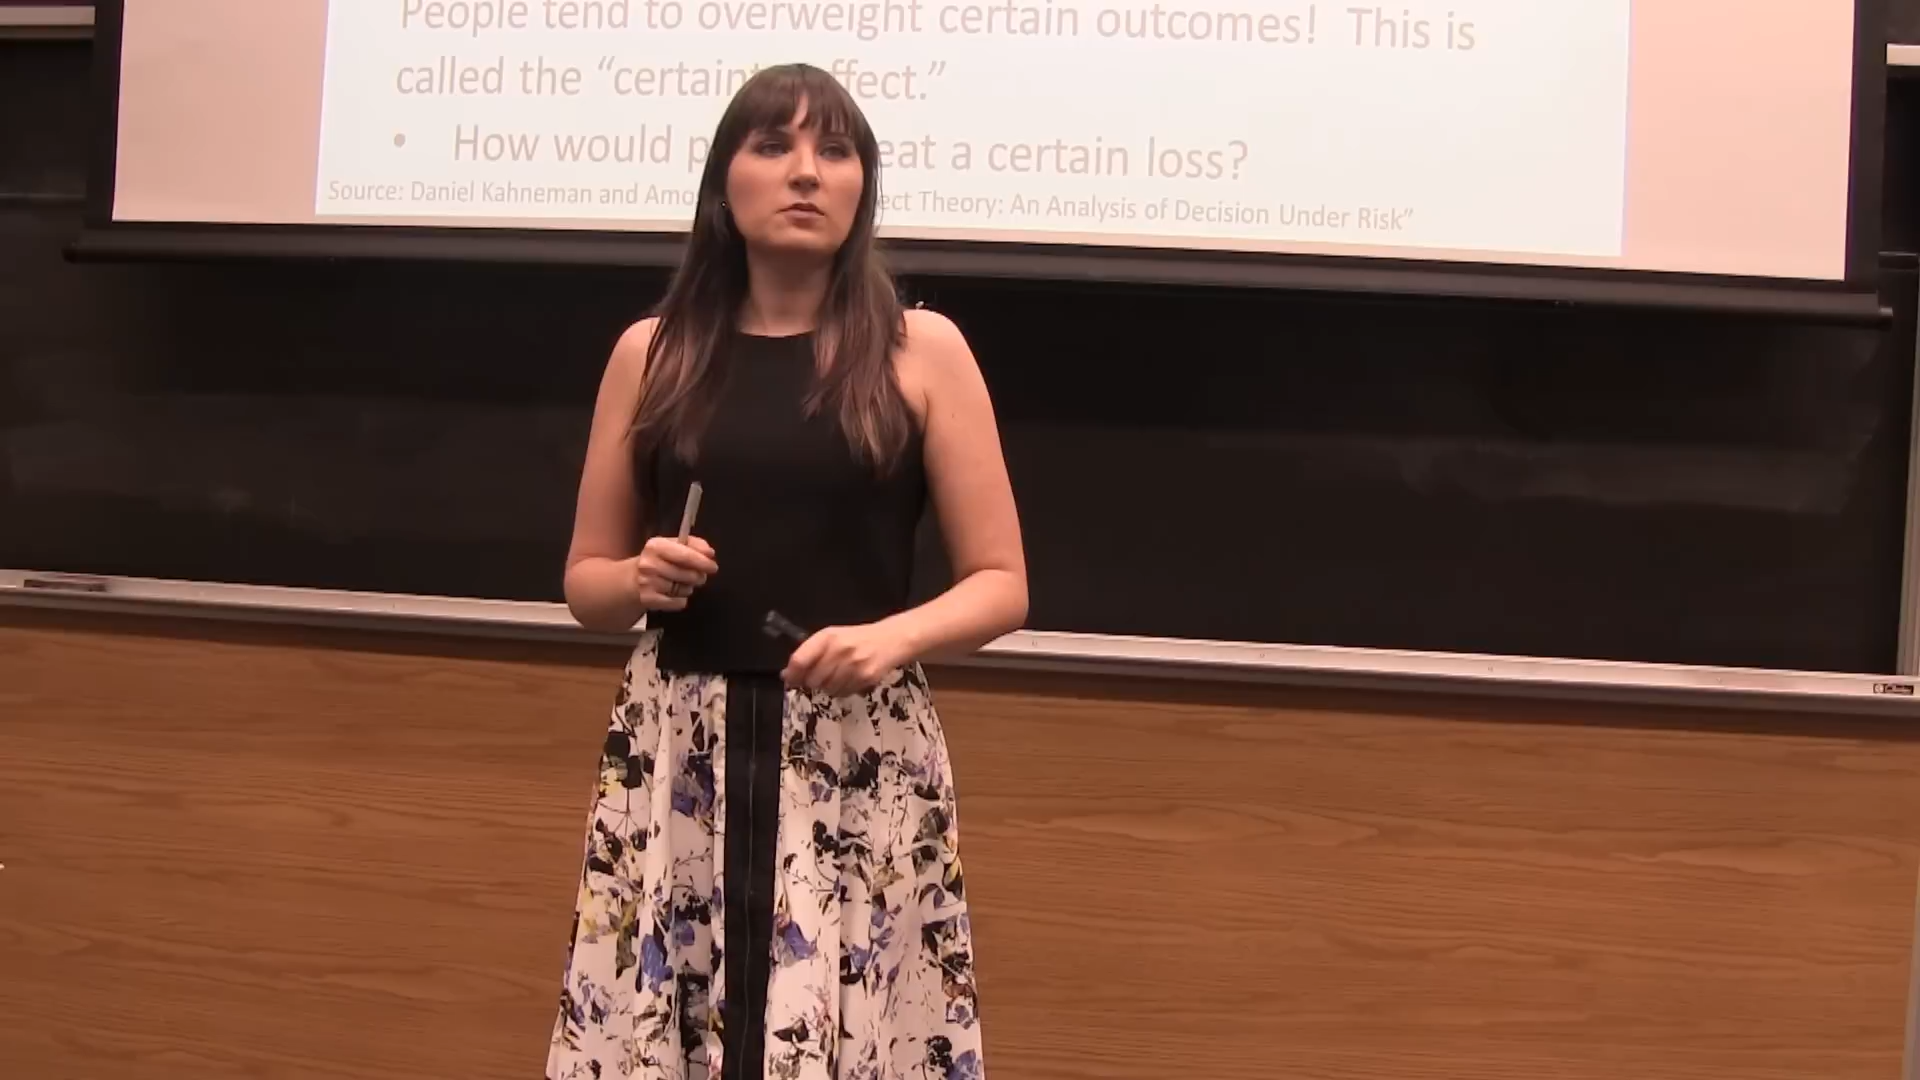 People tend to overweight certain outcomes! This is
called the “certaint ffect.”
• How would p eat a certain loss?
Source: Daniel Kahneman and Amos ect Theory: An Analysis of Decision Under Risk”